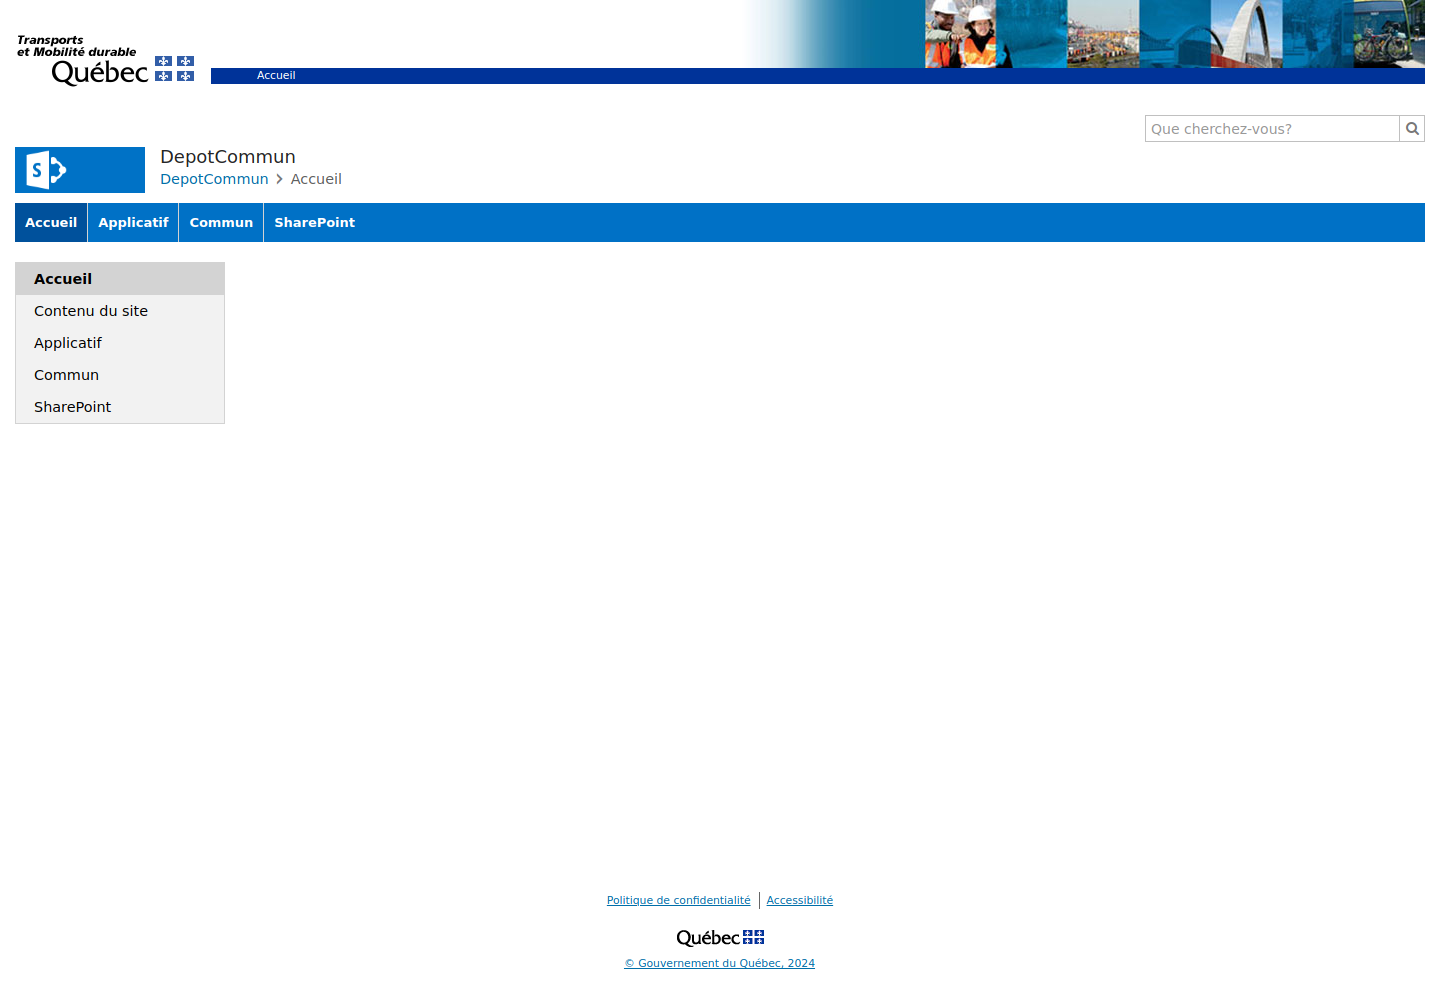 Transports
et Mobilité durable
Québec
Accueil
Que cherchez-vous?
S
DepotCommun
DepotCommun > Accueil
Accueil Applicatif Commun SharePoint
Accueil
Contenu du site
Applicatif
Commun
SharePoint
Politique de confidentialité Accessibilité
Québec
© Gouvernement du Québec, 2024